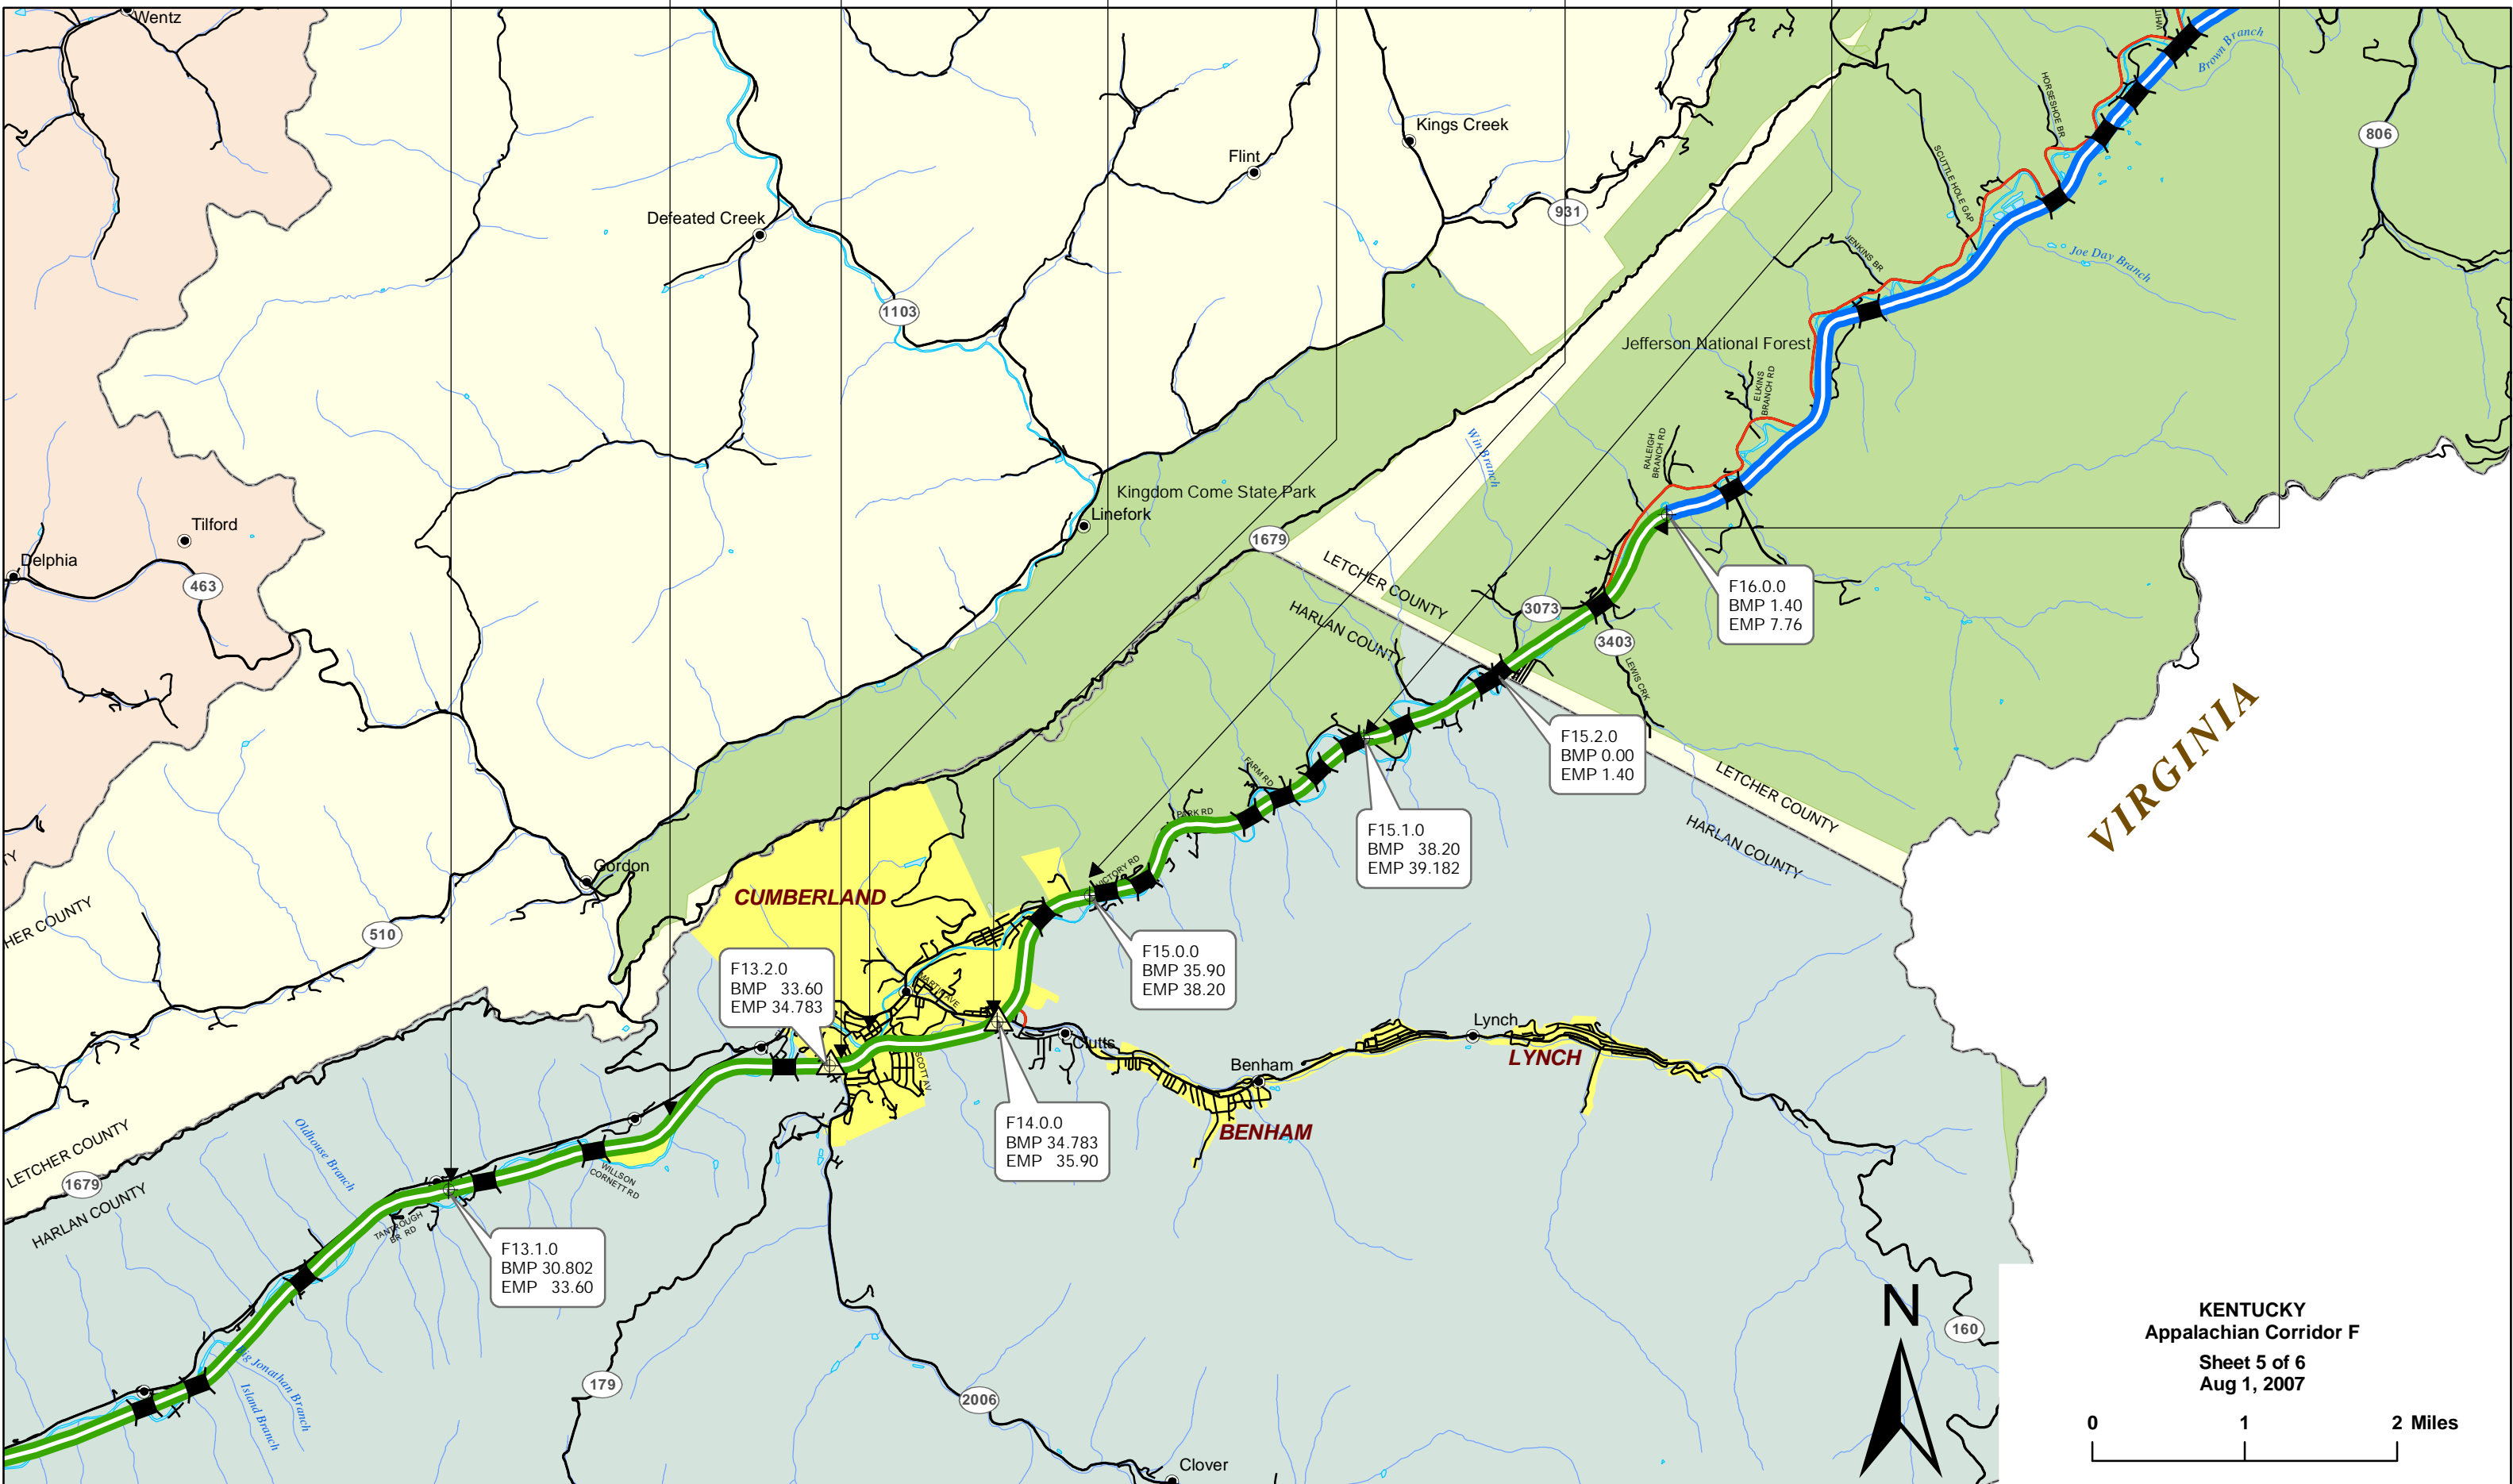 Wentz
WHIT
Brown Branch
HORSESHOE BR
Kings Creek
806
Flint
SCUTTLE HOLE GAP
Defeated Creek
931
JENKINS BR
Joe Day Branch
1103
Jefferson National Forest
ELKINS
BRANCH RD
RALEIGH
BRANCH RD
Win Branch
Kingdom Come State Park
Linefork
Tilford
1679
Delphia
463
LETCHER COUNTY
HARLAN COUNTY
F16.0.0
BMP 1.40
EMP 7.76
3073
3403
LEWIS CRK
VIRGINIA
F15.2.0
BMP 0.00
EMP 1.40
LETCHER COUNTY
HARLAN COUNTY
FARM RD
PARK RD
F15.1.0
BMP 38.20
EMP 39.182
TY
Gordon
VICTORY RD
CUMBERLAND
HER COUNTY
510
F15.0.0
BMP 35.90
EMP 38.20
F13.2.0
BMP 33.60
EMP 34.783
MARTIN AVE
Clutts
Lynch
LYNCH
Benham
SCOTT AV
BENHAM
F14.0.0
BMP 34.783
EMP 35.90
LETCHER COUNTY
1679
HARLAN COUNTY
Oldhouse Branch
WILLSON
CORNETT RD
TANTROUGH
BR RD
F13.1.0
BMP 30.802
EMP 33.60
Big Jonathan Branch
Island Branch
179
2006
Clover
160
N
KENTUCKY
Appalachian Corridor F
Sheet 5 of 6
Aug 1, 2007
0 1 2 Miles